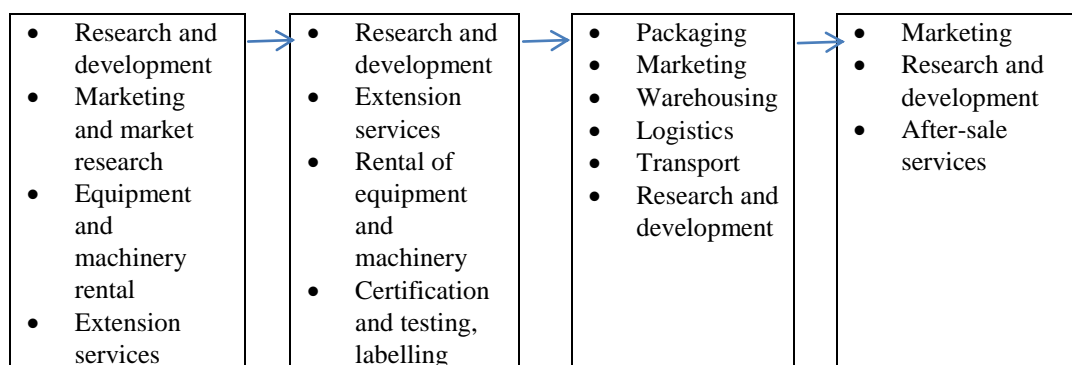 • Research and
development
• Marketing
and market
research
• Equipment
and
machinery
rental
• Extension
services
• Research and
development
• Extension
services
• Rental of
equipment
and
machinery
• Certification
and testing,
labelling
• Packaging
• Marketing
• Warehousing
• Logistics
• Transport
• Research and
development
• Marketing
• Research and
development
• After-sale
services